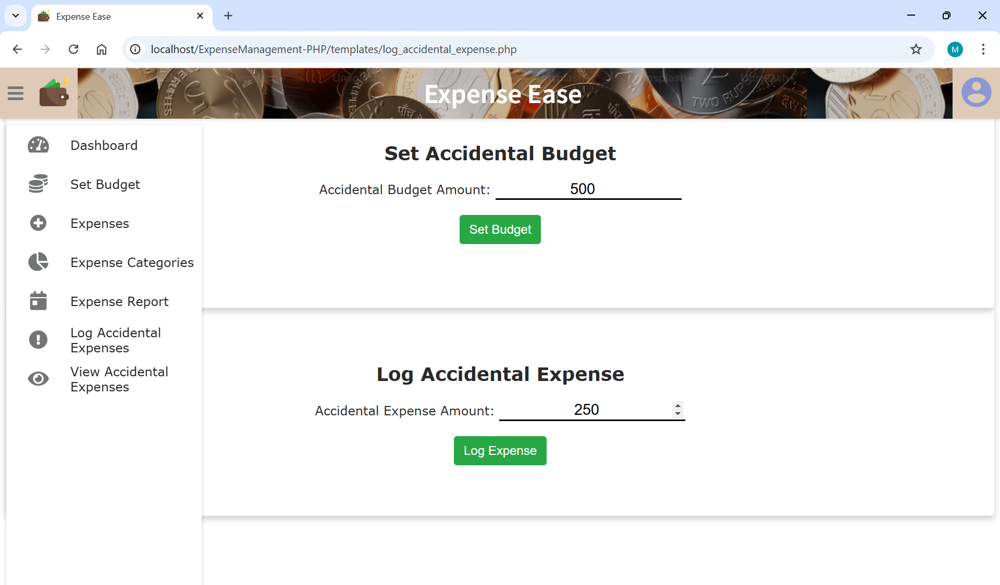 Expense Ease
localhost/ExpenseManagement-PHP/templates/log_accidental_expense.php
M
Expense Ease
TWO RUP
पाँच
Dashboard
Set Budget
Expenses
Expense Categories
Expense Report
Log Accidental
Expenses
View Accidental
Expenses
Set Accidental Budget
Accidental Budget Amount: 500
Set Budget
Log Accidental Expense
Accidental Expense Amount: 250
Log Expense